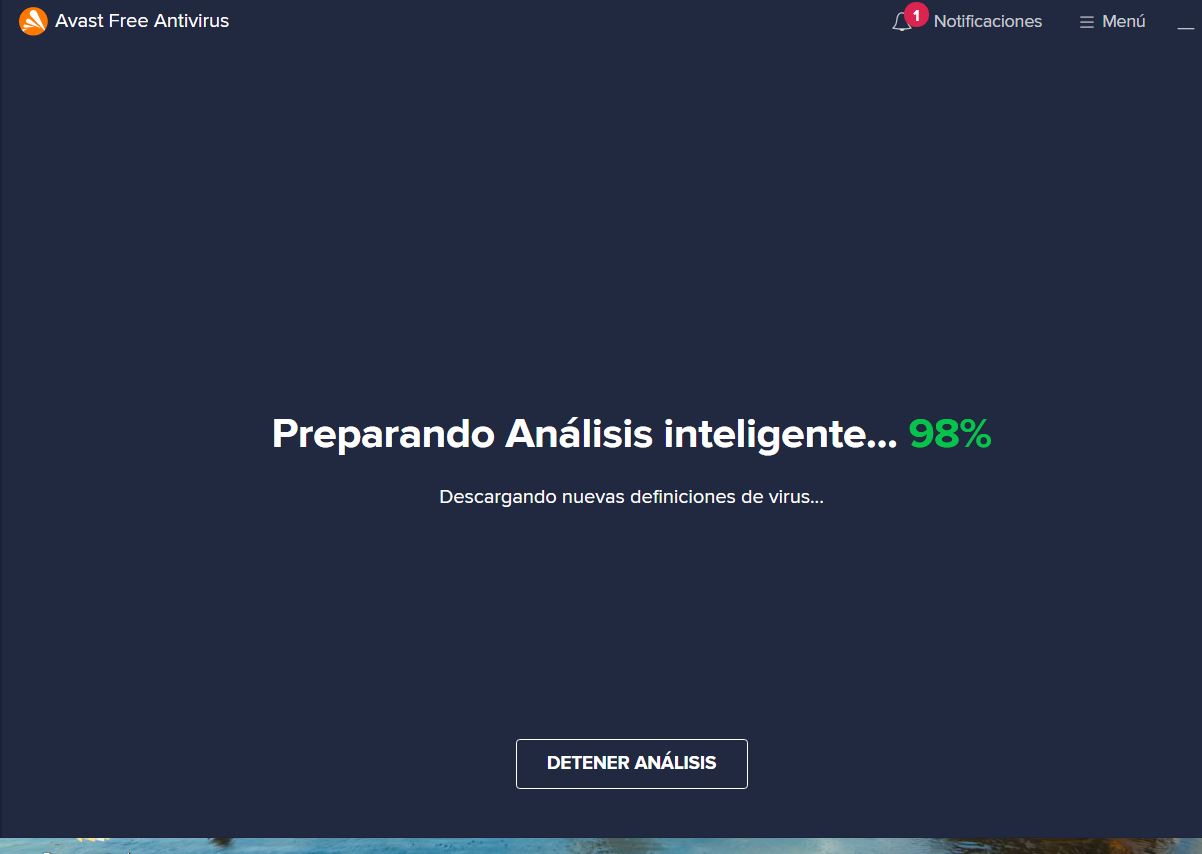 Avast Free Antivirus
1 Notificaciones
Menú
Preparando Análisis inteligente... 98%
Descargando nuevas definiciones de virus...
DETENER ANÁLISIS